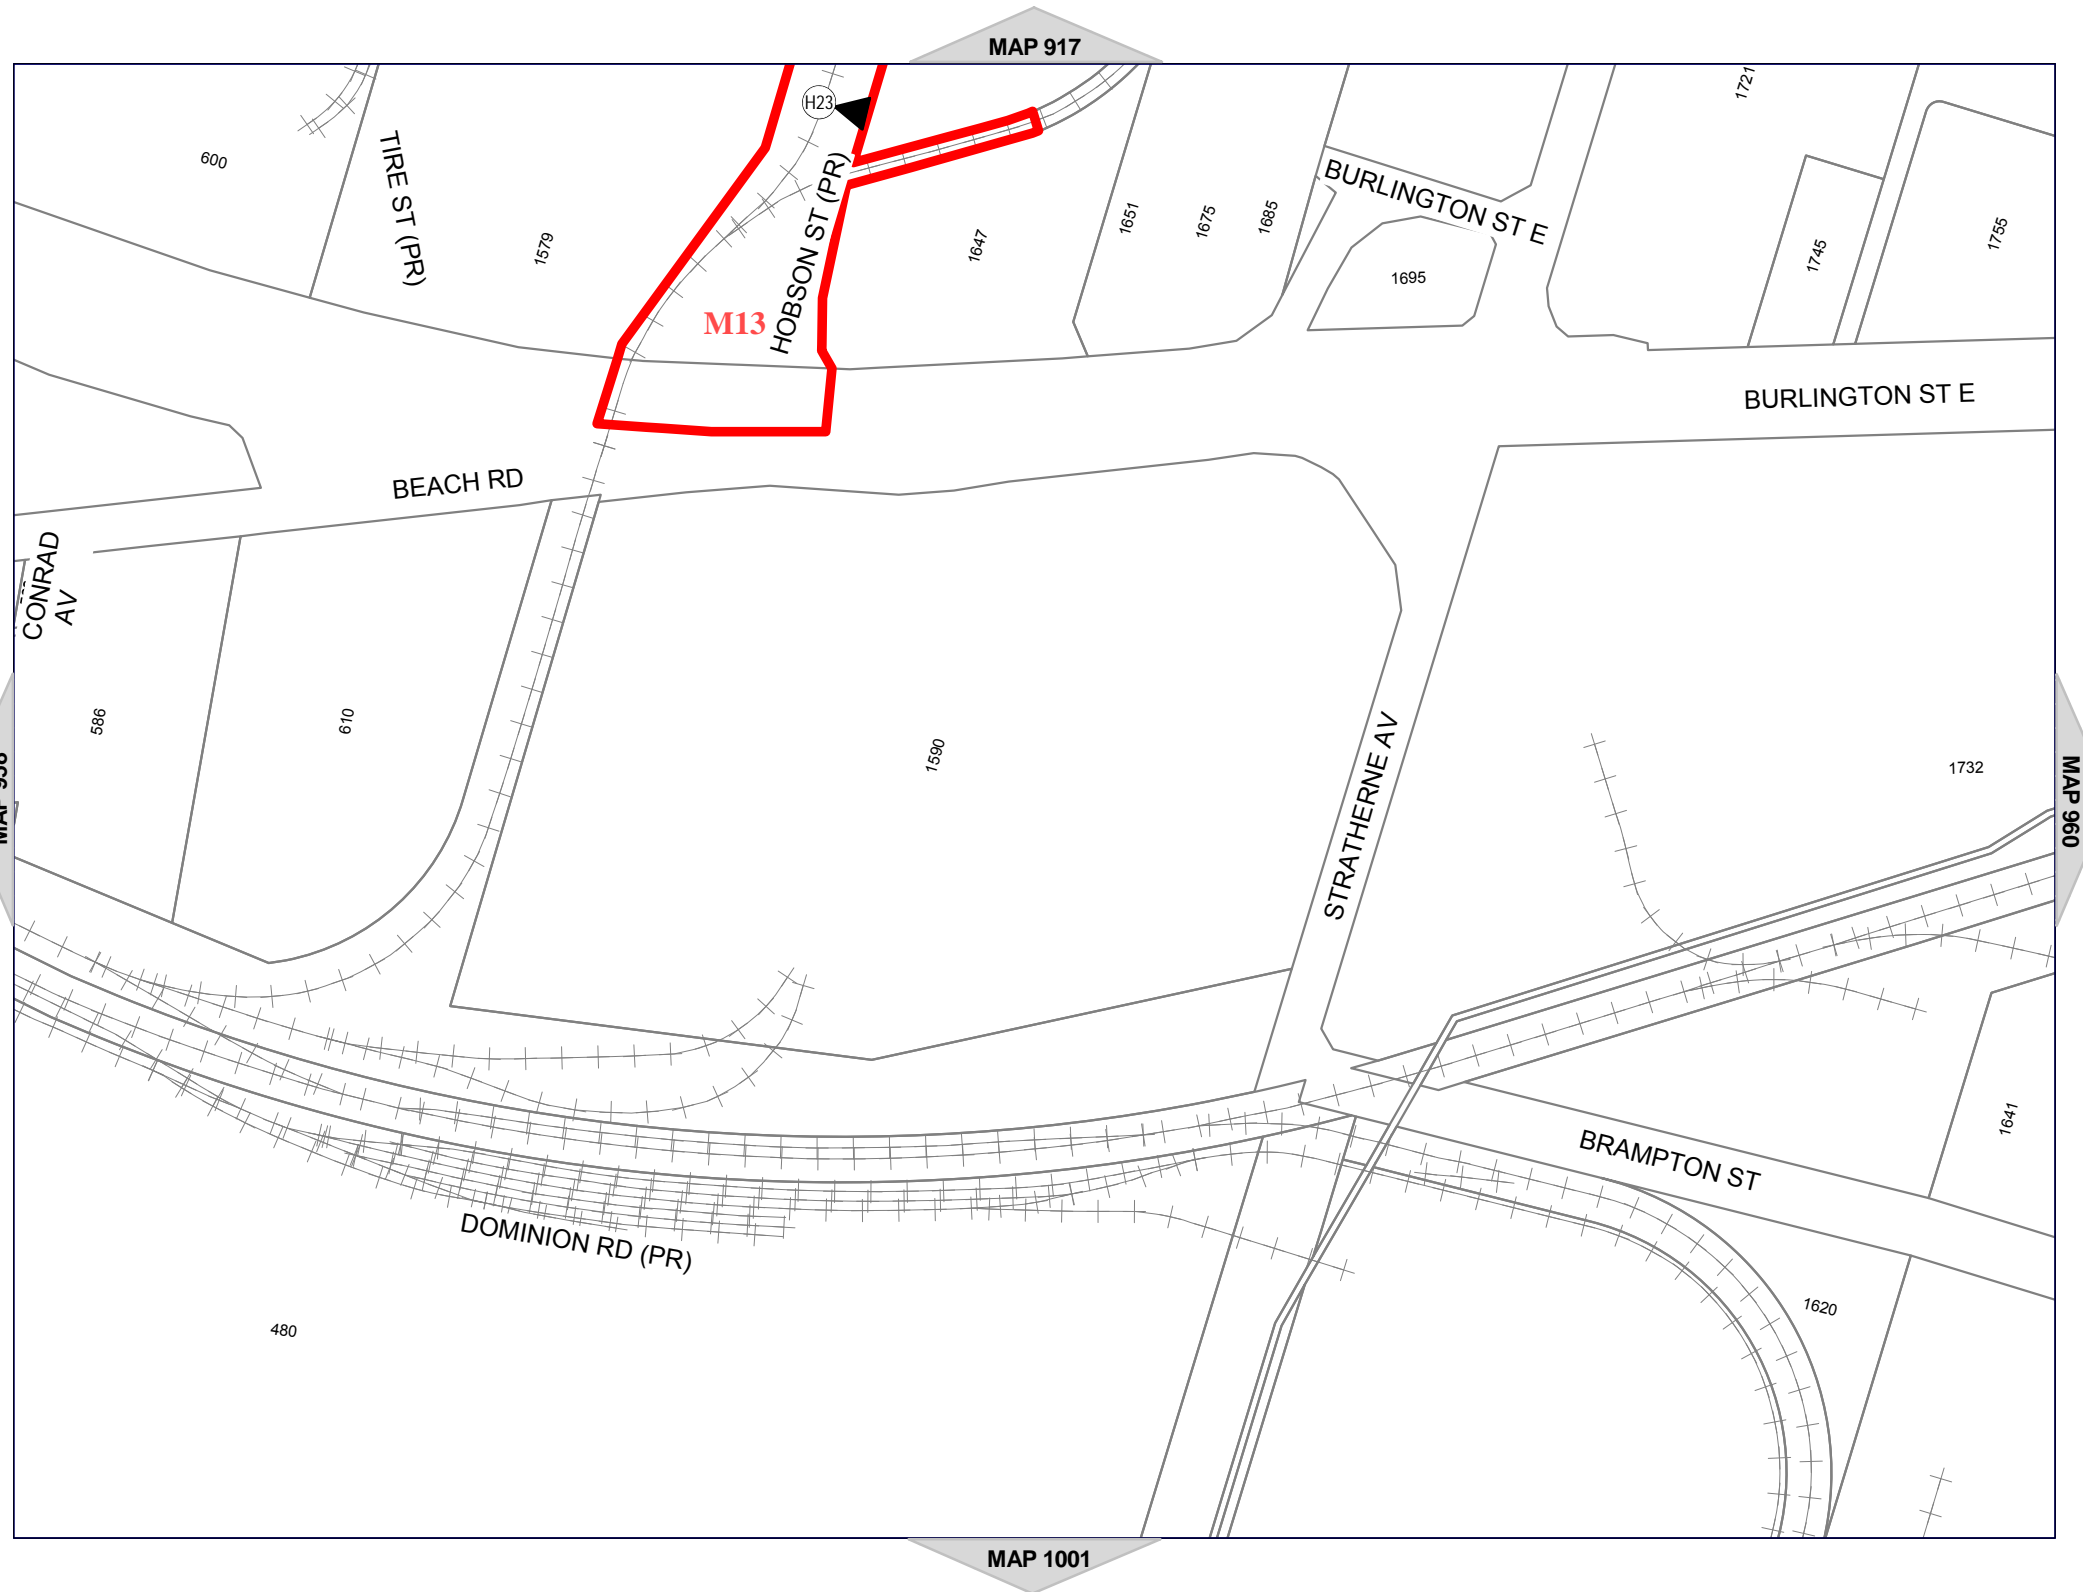 MAP 917
1721
H23
600
TIRE ST (PR)
1579
HOBSON ST (PR)
M13
1647
1651
1675
1685
BURLINGTON ST E
1695
1745
1755
BURLINGTON ST E
BEACH RD
CONRAD
AV
586
610
1590
STRATHERNE AV
1732
MAP 960
1641
BRAMPTON ST
DOMINION RD (PR)
480
1620
MAP 1001